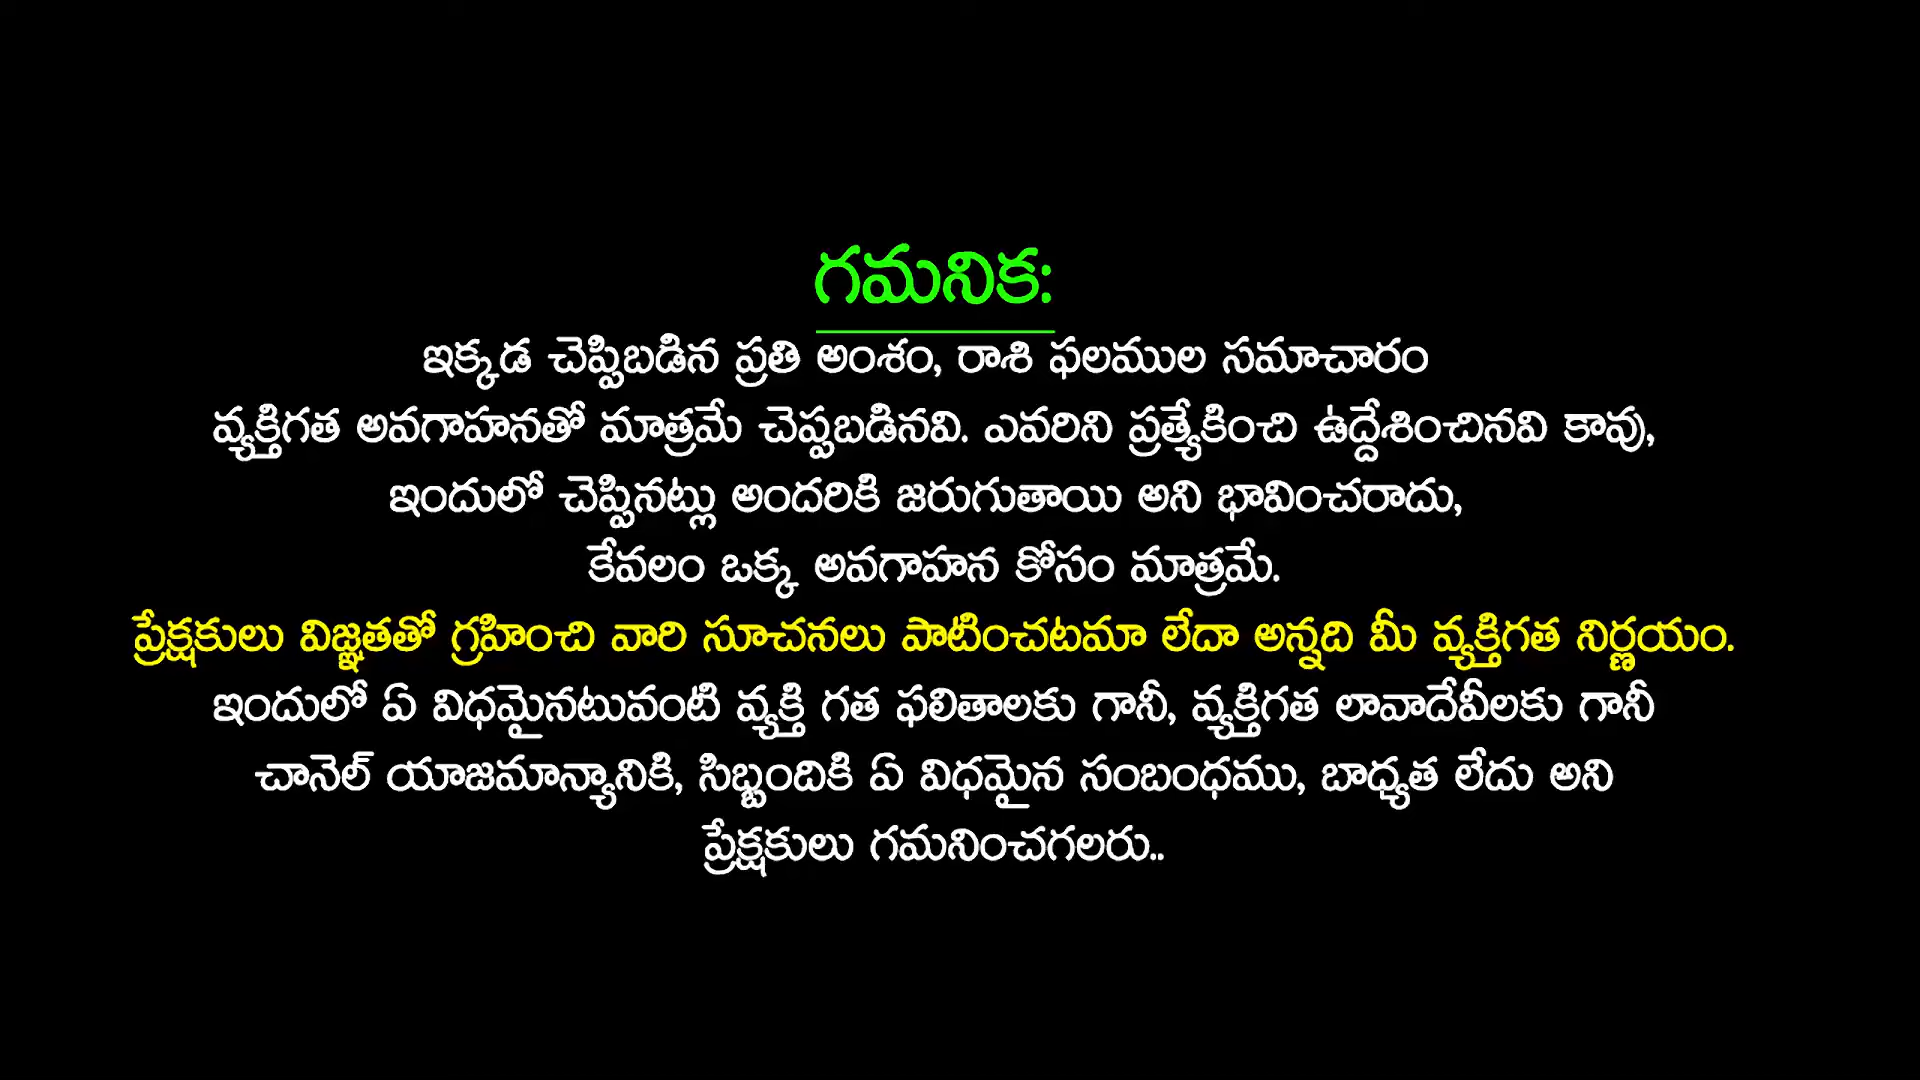 గమనిక:
ఇక్కడ చెప్పిబడిన ప్రతి అంశం, రాశి ఫలముల సమాచారం
వ్యక్తిగత అవగాహనతో మాత్రమే చెప్పబడినవి. ఎవరిని ప్రత్యేకించి ఉద్దేశించినవి కావు,
ఇందులో చెప్పినట్లు అందరికి జరుగుతాయి అని భావించరాదు,
కేవలం ఒక్క అవగాహన కోసం మాత్రమే.
ప్రేక్షకులు విజ్ఞతతో గ్రహించి వారి సూచనలు పాటించటమా లేదా అన్నది మీ వ్యక్తిగత నిర్ణయం.
ఇందులో ఏ విధమైనటువంటి వ్యక్తి గత ఫలితాలకు గానీ, వ్యక్తిగత లావాదేవీలకు గానీ
చానెల్ యాజమాన్యానికి, సిబ్బందికి ఏ విధమైన సంబంధము, బాధ్యత లేదు అని
ప్రేక్షకులు గమనించగలరు..